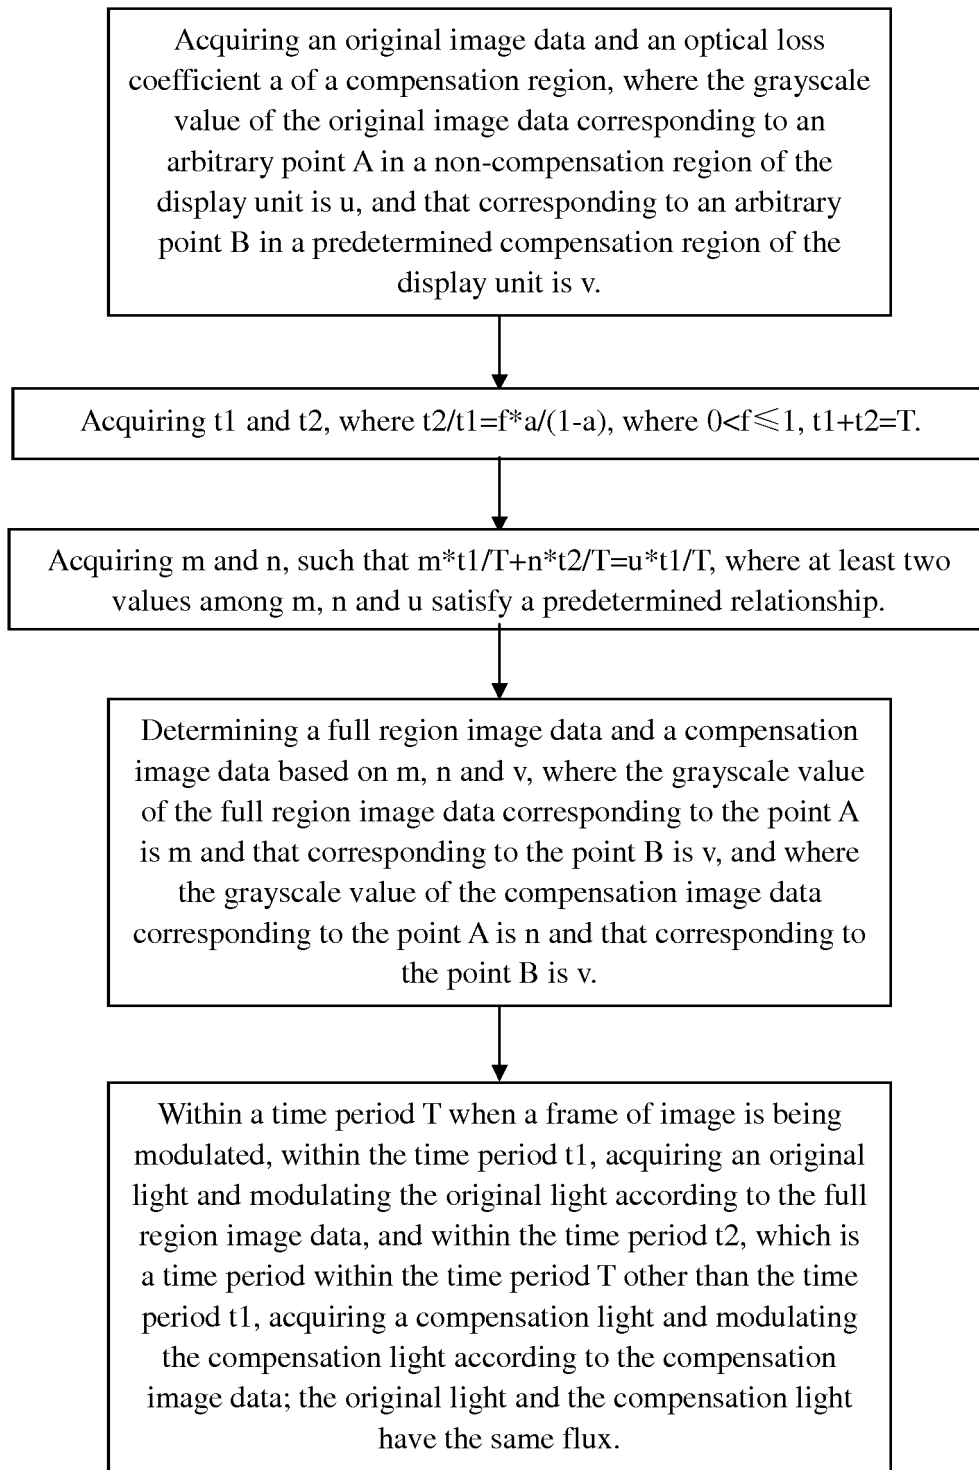 Acquiring an original image data and an optical loss
coefficient a of a compensation region, where the grayscale
value of the original image data corresponding to an
arbitrary point A in a non-compensation region of the
display unit is u, and that corresponding to an arbitrary
point B in a predetermined compensation region of the
display unit is v.
Acquiring t1 and t2, where t2/t1=f*a/(1-a), where 0<f≦1, t1+t2=T.
Acquiring m and n, such that m*t1/T+n*t2/T=u*t1/T, where at least two
values among m, n and u satisfy a predetermined relationship.
Determining a full region image data and a compensation
image data based on m, n and v, where the grayscale value
of the full region image data corresponding to the point A
is m and that corresponding to the point B is v, and where
the grayscale value of the compensation image data
corresponding to the point A is n and that corresponding to
the point B is v.
Within a time period T when a frame of image is being
modulated, within the time period t1, acquiring an original
light and modulating the original light according to the full
region image data, and within the time period t2, which is
a time period within the time period T other than the time
period t1, acquiring a compensation light and modulating
the compensation light according to the compensation
image data; the original light and the compensation light
have the same flux.